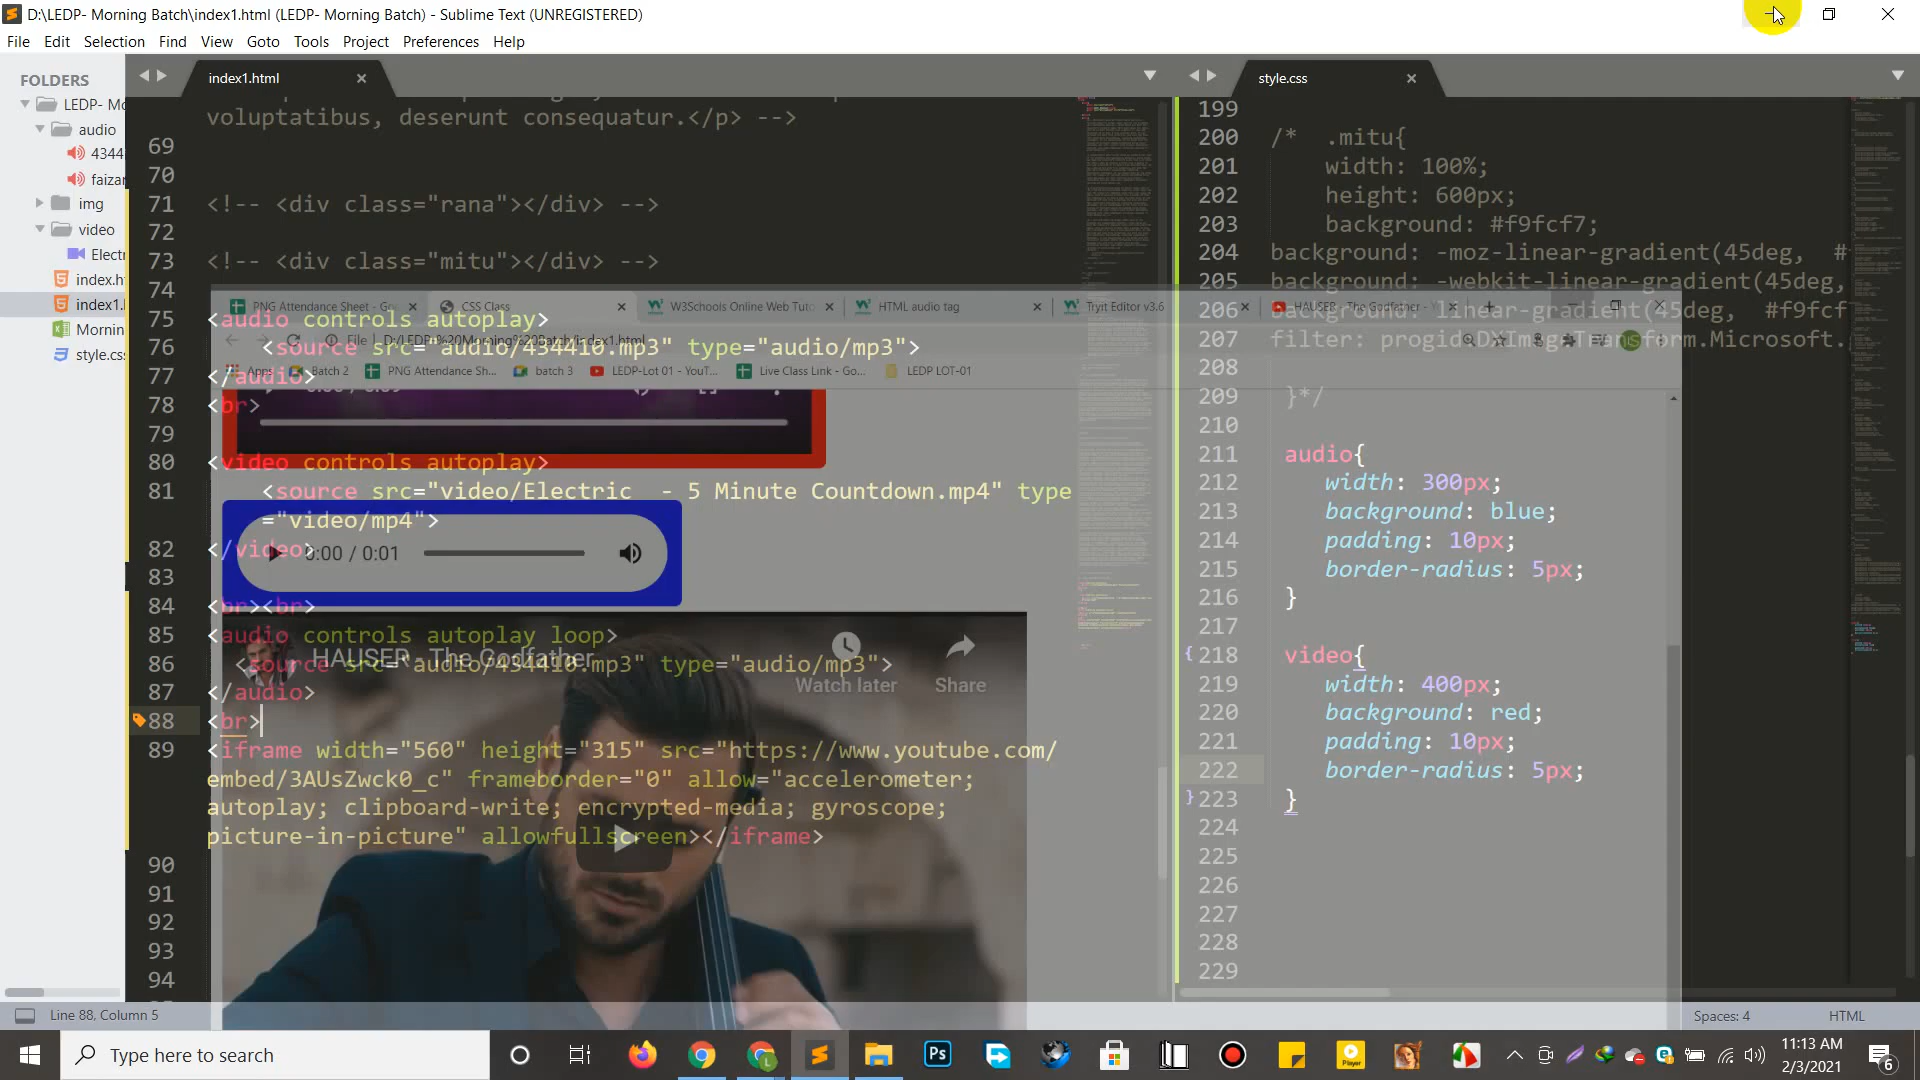 D:\LEDP- Morning Batch\index1.html (LEDP- Morning Batch) - Sublime Text (UNREGISTERED)
File Edit Selection Find View Goto Tools Project Preferences Help
FOLDERS
LEDP- Mo
audio
4344
faizar
img
video
Electr
index.ht
index1.
Mornin
style.css
index1.html
voluptatibus, deserunt consequatur.</p> -->
69
70
71 <!-- <div class="rana"></div> -->
72
73 <!-- <div class="mitu"></div> -->
74
75 <audio controls autoplay>
76 <source src="audio/434410.mp3" type="audio/mp3">
77 </audio>
78 <br>
79
80 <video controls autoplay>
81 <source src="video/Electric - 5 Minute Countdown.mp4" type
="video/mp4">
82 </video>
83
84 <br><br>
85 <audio controls autoplay loop>
86 <source src="audio/434410.mp3" type="audio/mp3">
87 </audio>
88 <br>
89 <iframe width="560" height="315" src="https://www.youtube.com/
embed/3AUsZwck0_c" frameborder="0" allow="accelerometer;
autoplay; clipboard-write; encrypted-media; gyroscope;
picture-in-picture" allowfullscreen></iframe>
90
91
92
93
94
style.css
199
200 /* .mitu{
201 width: 100%;
202 height: 600px;
203 background: #f9fcf7;
204 background: -moz-linear-gradient(45deg, #
205 background: -webkit-linear-gradient(45deg,
206 background: linear-gradient(45deg, #f9fcf
207 filter: progid:DXImageTransform.Microsoft.
208
209 }*/
210
211 audio{
212 width: 300px;
213 background: blue;
214 padding: 10px;
215 border-radius: 5px;
216 }
217
218 video{
219 width: 400px;
220 background: red;
221 padding: 10px;
222 border-radius: 5px;
223 }
224
225
226
227
228
229
PNG Attendance Sheet - Go CSS Class W3Schools Online Web Tuto HTML audio tag Tryit Editor v3.6 HAUSER - The Godfather - Y
File D:/LEDP%20Morning%20Batch/index1.html
Apps Batch 2 PNG Attendance Sh... batch 3 LEDP-Lot 01 - YouT... Live Class Link - Go... LEDP LOT-01
0:00 / 0:01
HAUSER - The Godfather
Watch later Share
Line 88, Column 5 Spaces: 4 HTML
Type here to search
Ps
Player
11:13 AM
2/3/2021
6